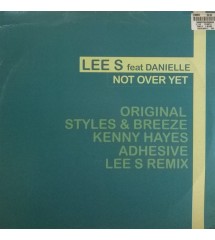 LEE S feat DANIELLE
NOT OVER YET
ORIGINAL
STYLES & BREEZE
KENNY HAYES
ADHESIVE
LEE S REMIX